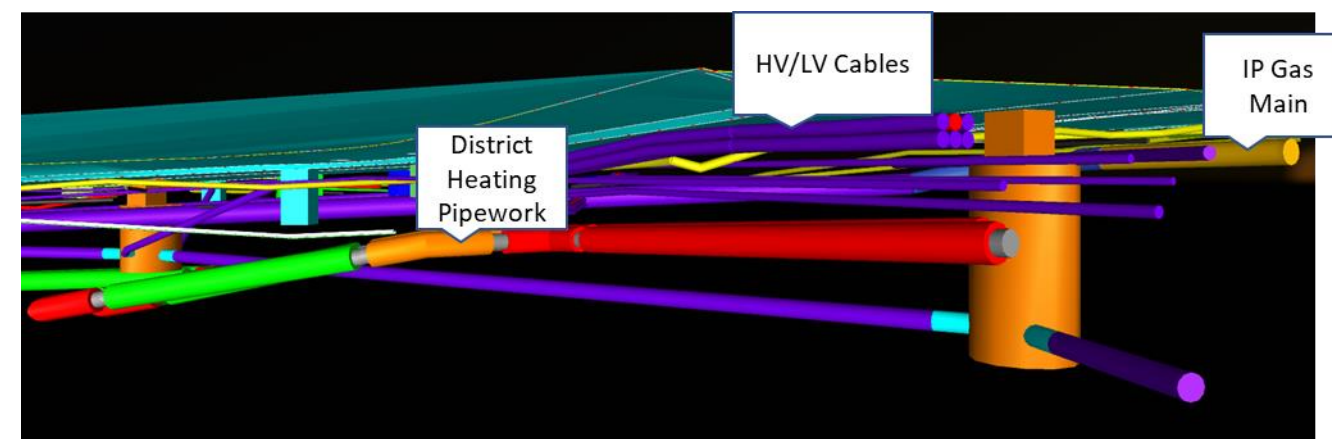 HV/LV Cables
IP Gas
Main
District
Heating
Pipework